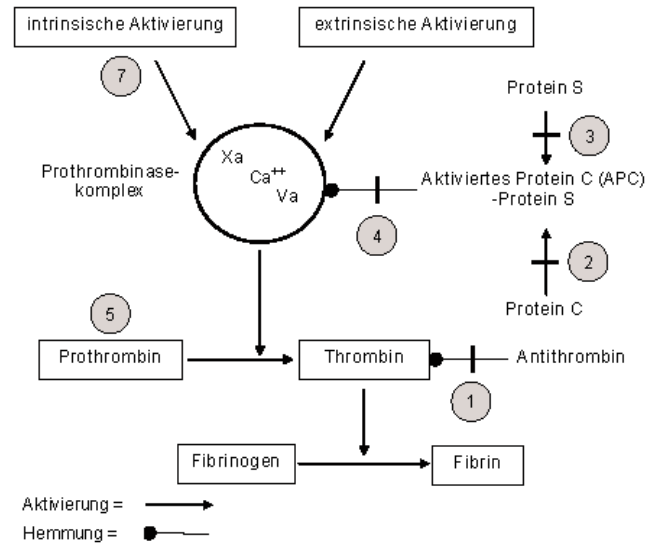 intrinsische Aktivierung
extrinsische Aktivierung
7
Protein S
3
Xa
Ca++
Va
Prothrombinase-
komplex
Aktiviertes Protein C (APC)
-Protein S
4
2
Protein C
5
Prothrombin
Thrombin
Antithrombin
1
Fibrinogen
Fibrin
Aktivierung =
Hemmung =